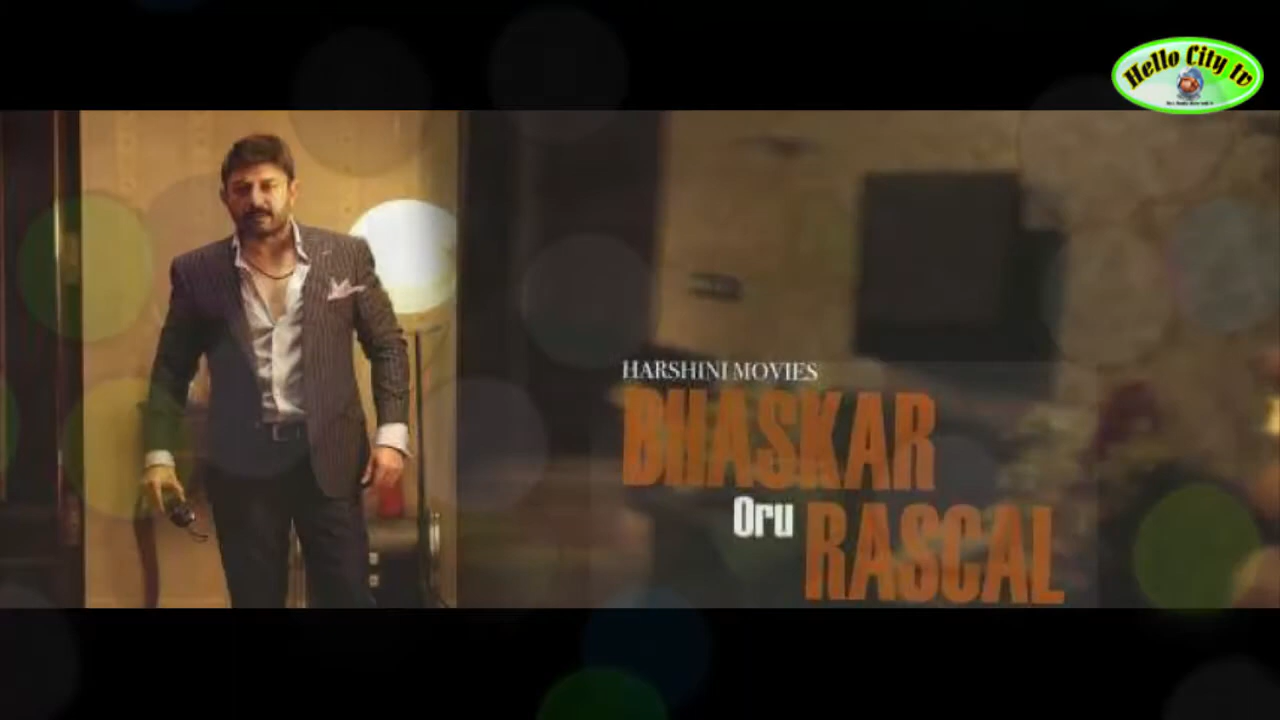 Hello City tv
HARSHINI MOVIES
BHASKAR
Oru
RASCAL